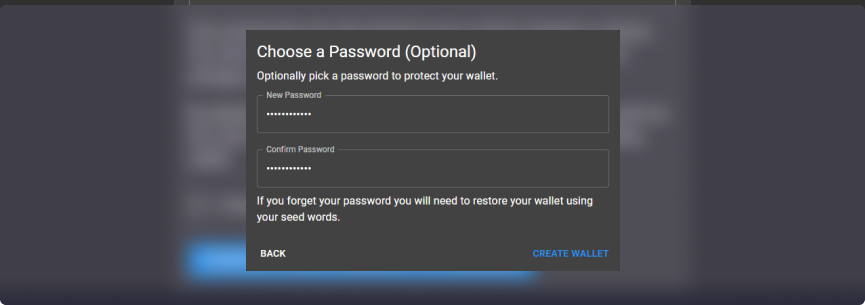 Choose a Password (Optional)
Optionally pick a password to protect your wallet.
New Password
••••••••••••
Confirm Password
••••••••••••
If you forget your password you will need to restore your wallet using
your seed words.
BACK CREATE WALLET